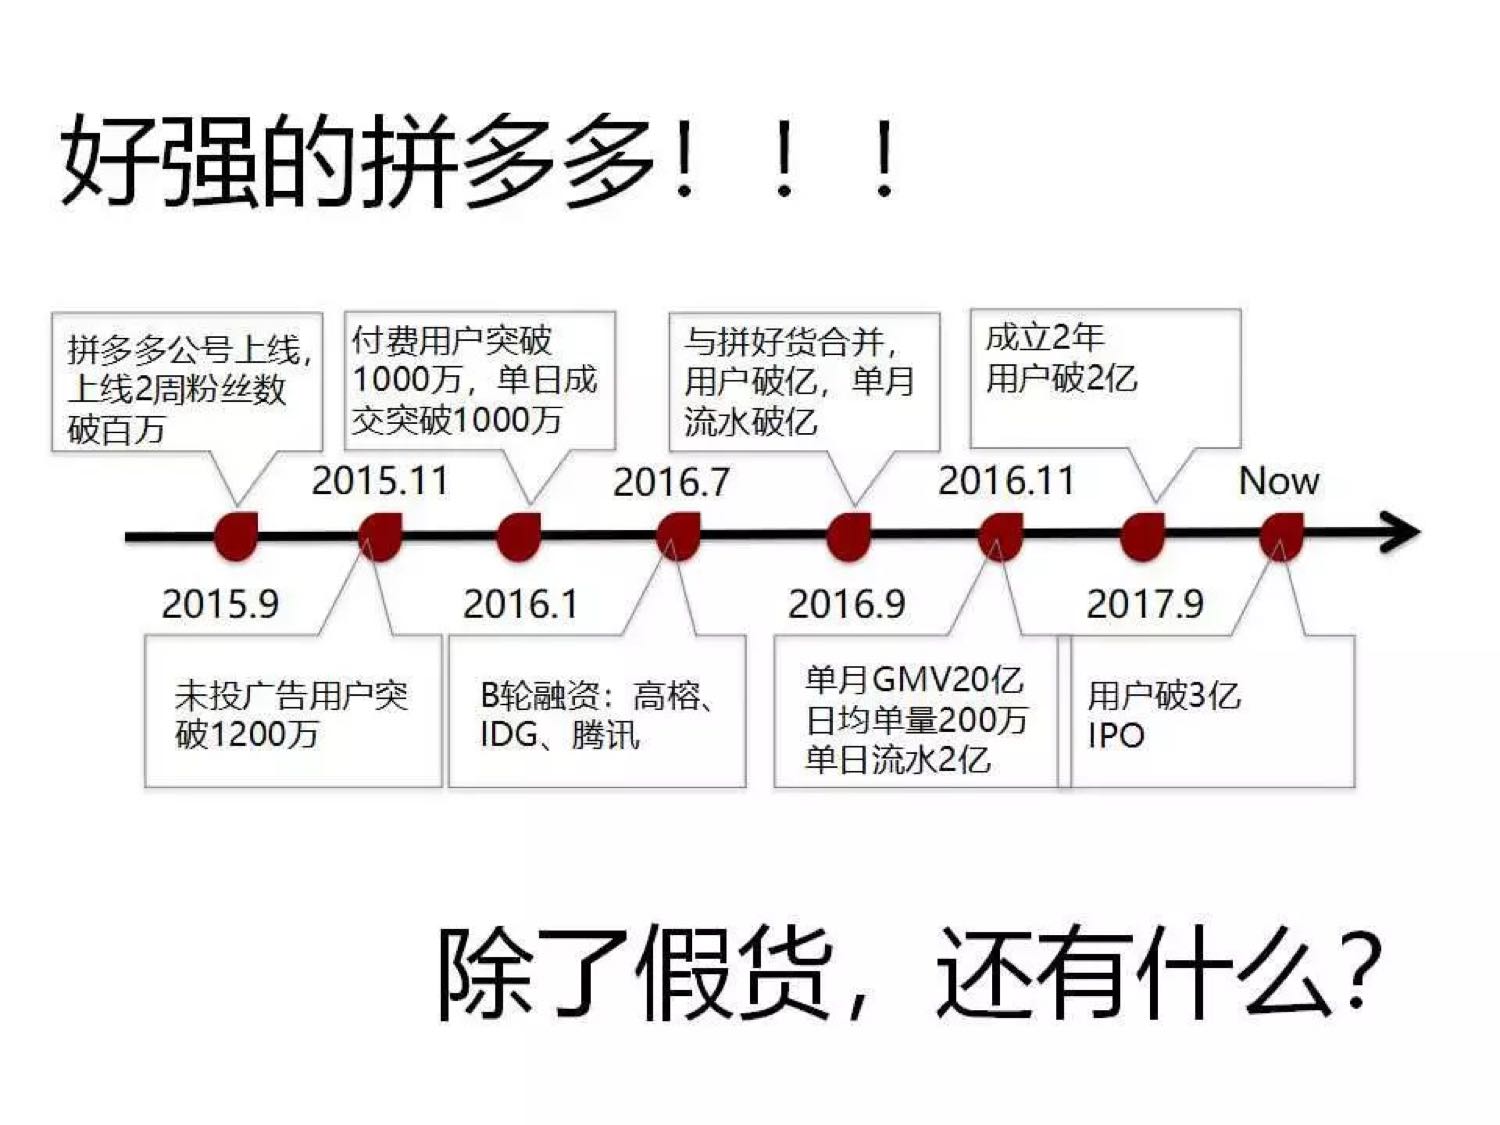 好强的拼多多！！！
拼多多公号上线，
上线2周粉丝数
破百万
2015.9
2015.11
未投广告用户突
破1200万
付费用户突破
1000万，单日成
交突破1000万
2016.1
2016.7
B轮融资：高榕、
IDG、腾讯
与拼好货合并，
用户破亿，单月
流水破亿
2016.9
2016.11
单月GMV20亿
日均单量200万
单日流水2亿
成立2年
用户破2亿
2017.9
Now
用户破3亿
IPO
除了假货，还有什么？